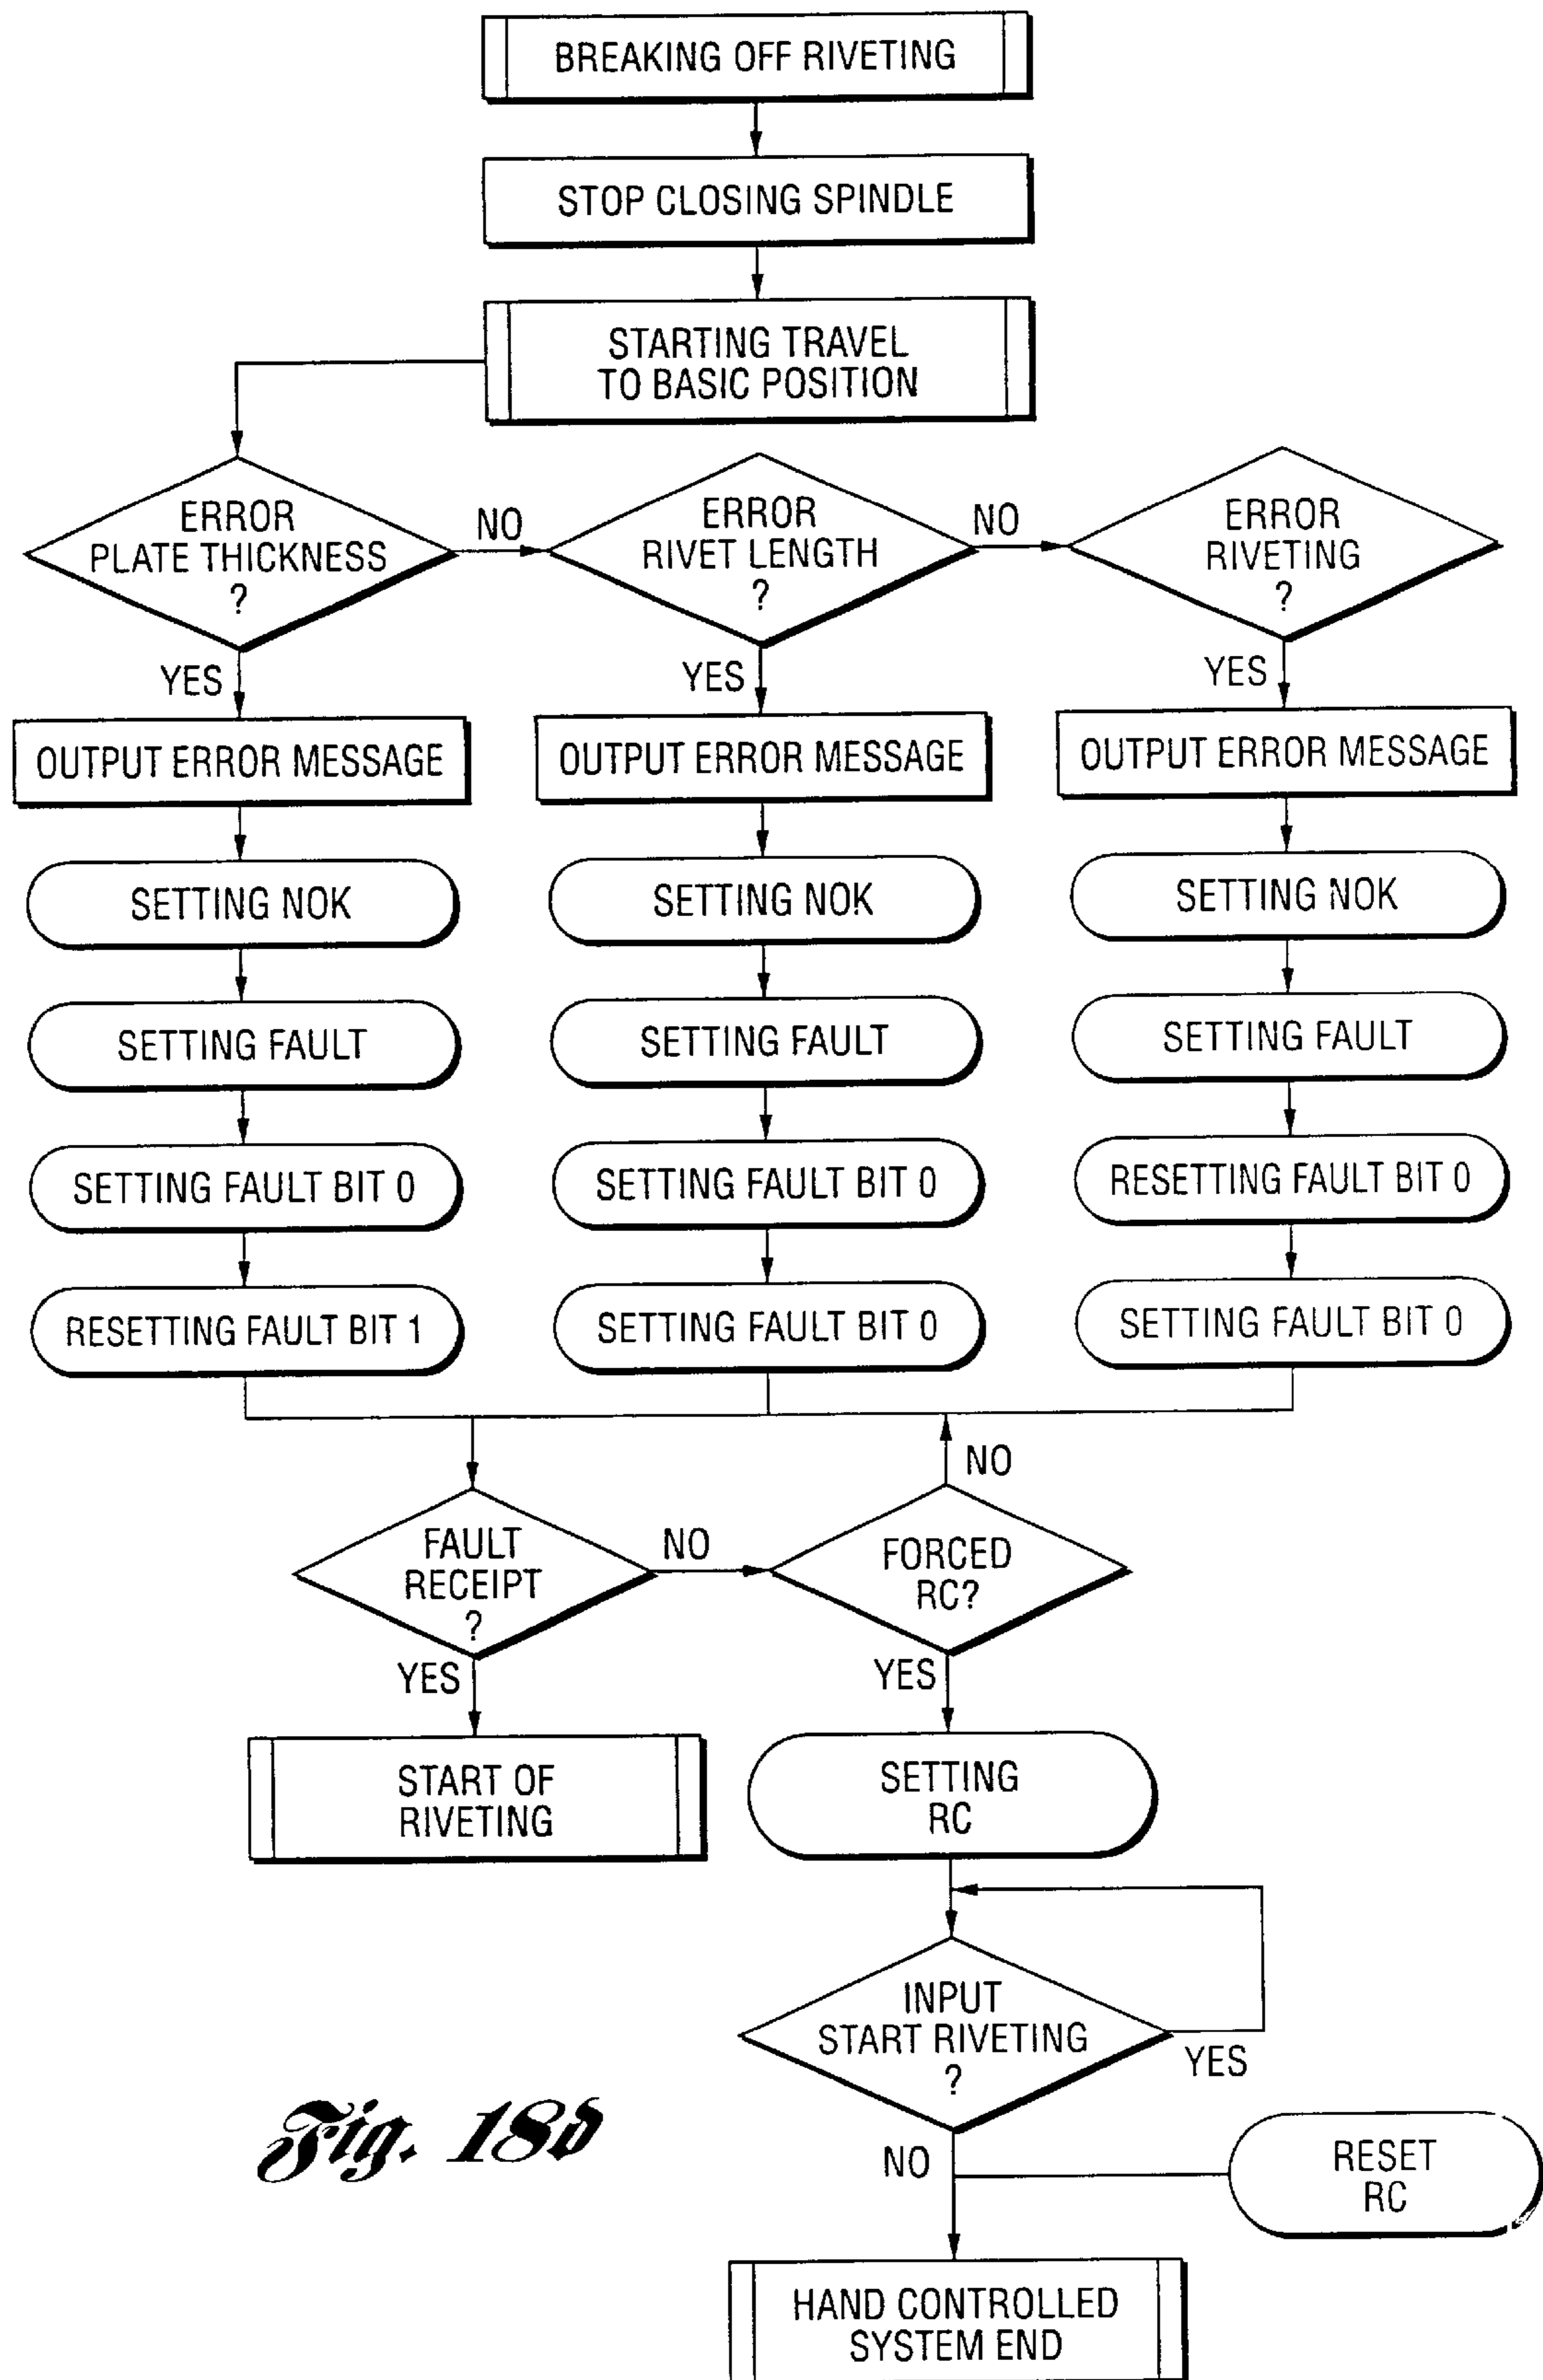 BREAKING OFF RIVETING
STOP CLOSING SPINDLE
STARTING TRAVEL
TO BASIC POSITION
ERROR
PLATE THICKNESS
?
NO
ERROR
RIVET LENGTH
?
NO
ERROR
RIVETING
?
YES
YES
YES
OUTPUT ERROR MESSAGE
OUTPUT ERROR MESSAGE
OUTPUT ERROR MESSAGE
SETTING NOK
SETTING NOK
SETTING NOK
SETTING FAULT
SETTING FAULT
SETTING FAULT
SETTING FAULT BIT 0
SETTING FAULT BIT 0
RESETTING FAULT BIT 0
RESETTING FAULT BIT 1
SETTING FAULT BIT 0
SETTING FAULT BIT 0
NO
FAULT
RECEIPT
?
NO
FORCED
RC?
YES
YES
START OF
RIVETING
SETTING
RC
INPUT
START RIVETING
?
YES
NO
RESET
RC
HAND CONTROLLED
SYSTEM END
Fig. 18b